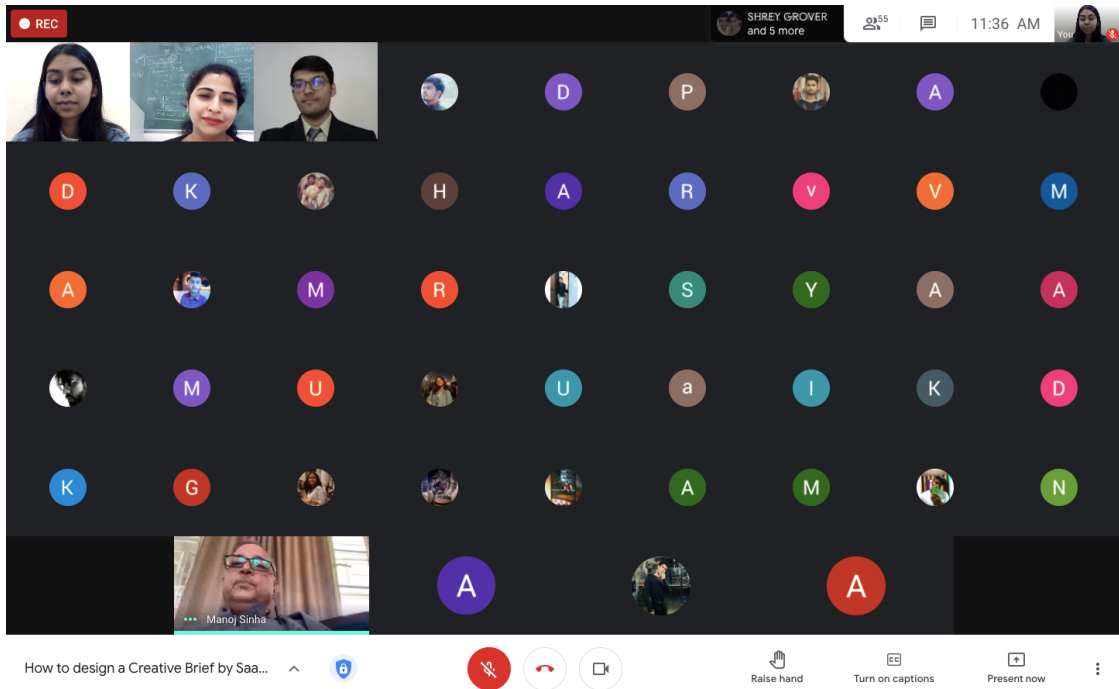 REC
SHREY GROVER
and 5 more
55
11:36 AM
You
D
P
A
D
K
H
A
R
v
V
M
A
M
R
S
Y
A
A
M
U
U
a
I
K
D
K
G
A
M
N
Manoj Sinha
A
A
How to design a Creative Brief by Saa...
CC
Raise hand
Turn on captions
Present now